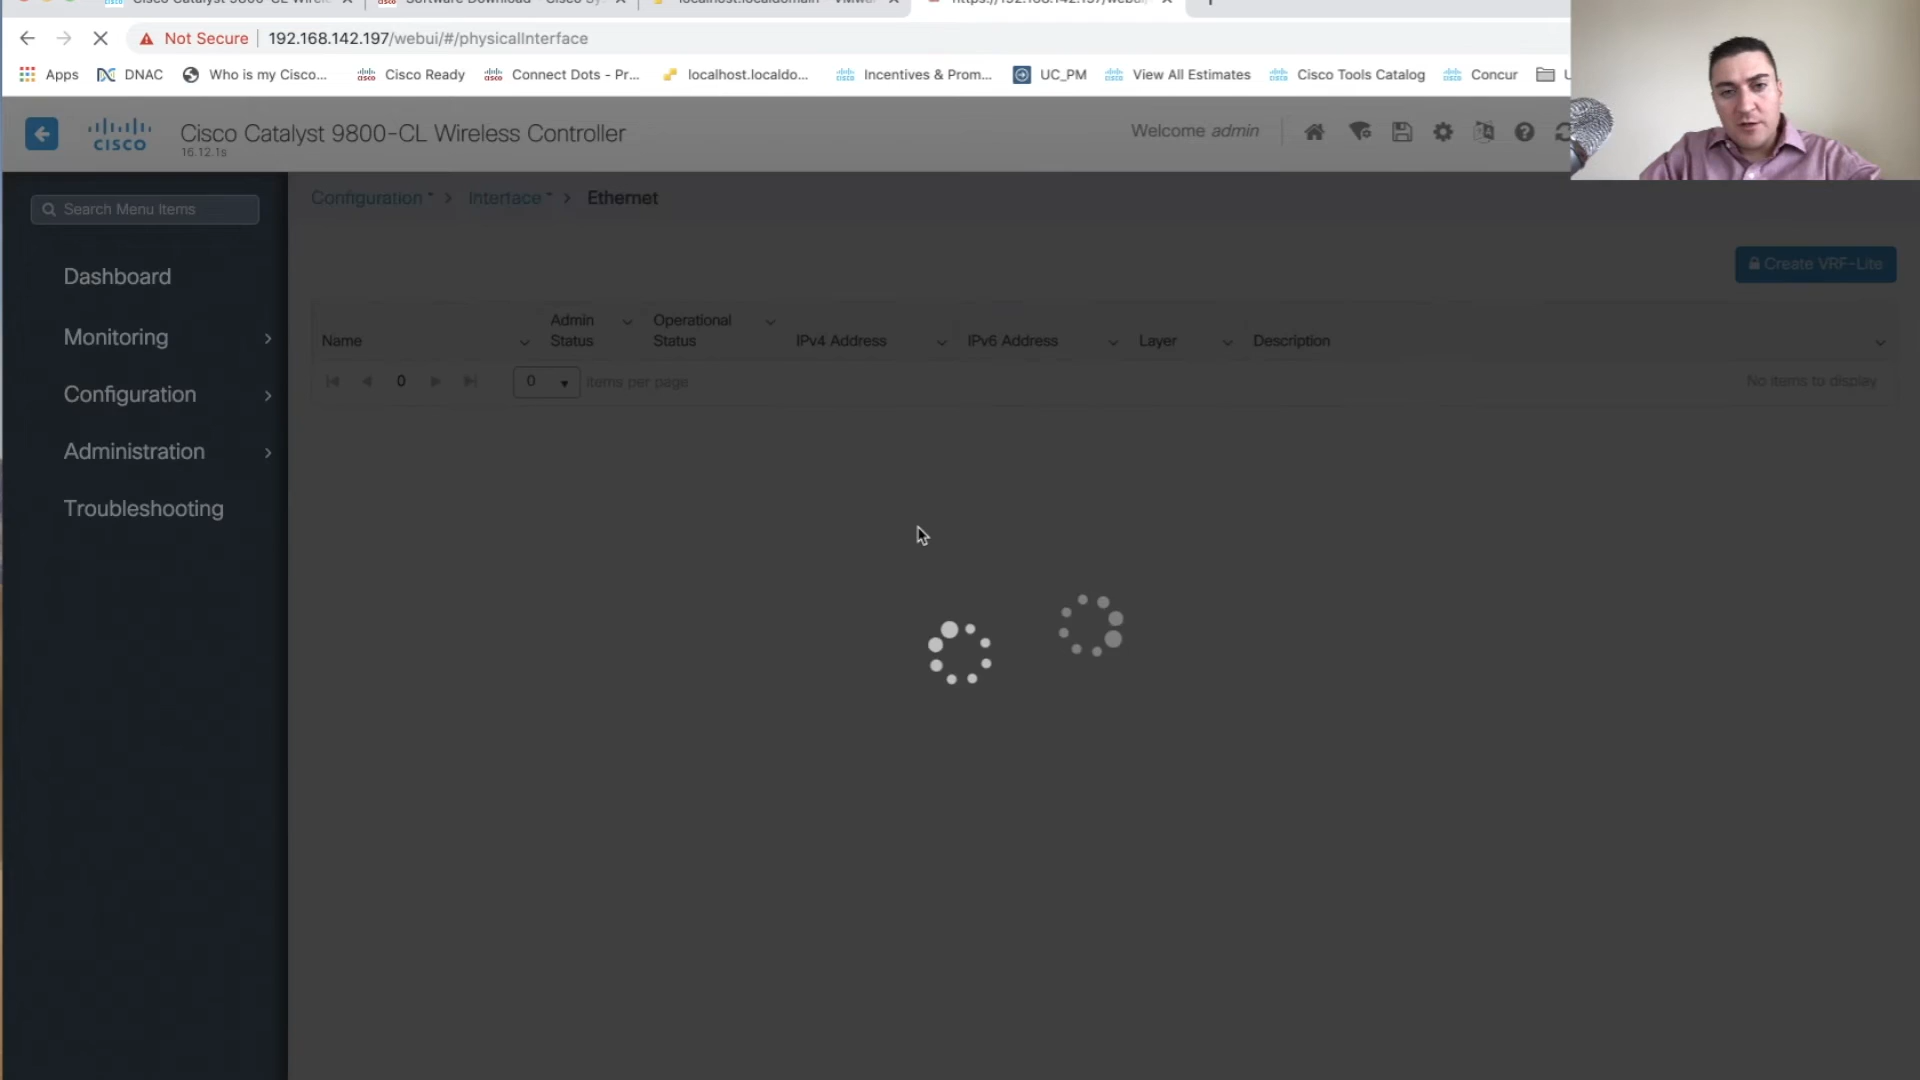 Software Download - Cisco Sy
Not Secure 192.168.142.197/webui/#/physicalInterface
Apps DNAC Who is my Cisco... Cisco Ready Connect Dots - Pr... localhost.localdo... Incentives & Prom... UC_PM View All Estimates Cisco Tools Catalog Concur
CISCO Cisco Catalyst 9800-CL Wireless Controller Welcome admin
16.12.1s
Search Menu Items
Configuration > Interface > Ethernet
Create VRF-Lite
Dashboard
Monitoring
Configuration
Administration
Troubleshooting
Name Admin Status Operational Status IPv4 Address IPv6 Address Layer Description
0 0 items per page No items to display